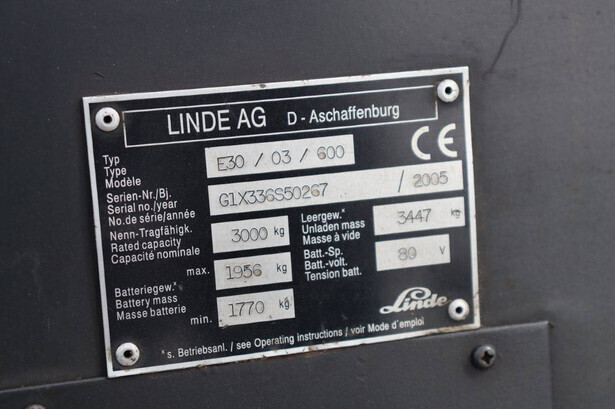 LINDE AG D - Aschaffenburg
CE
Typ
Type
Modèle
E30 / 03 / 600
Serien-Nr./Bj.
Serial no./year
No. de série/année
G1X336S50267 / 2005
Nenn-Tragfähigk.
Rated capacity
Capacité nominale
3000 kg
Leergew.*
Unladen mass
Masse à vide
3447 kg
max. 1956 kg
Batt.-Sp.
Batt.-volt.
Tension batt.
80 V
Batteriegew.*
Battery mass
Masse batterie
min. 1770 kg
Linde
*s. Betriebsanl. / see Operating instructions / voir Mode d'emploi